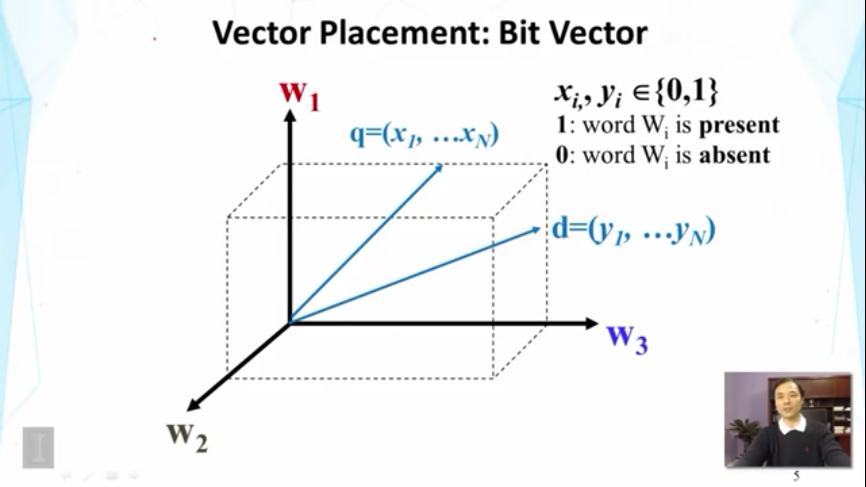 Vector Placement: Bit Vector
W1
xi,, yi ∈{0,1}
1: word Wi is present
0: word Wi is absent
q=(x1, …xN)
d=(y1, …yN)
W3
W2
I
5